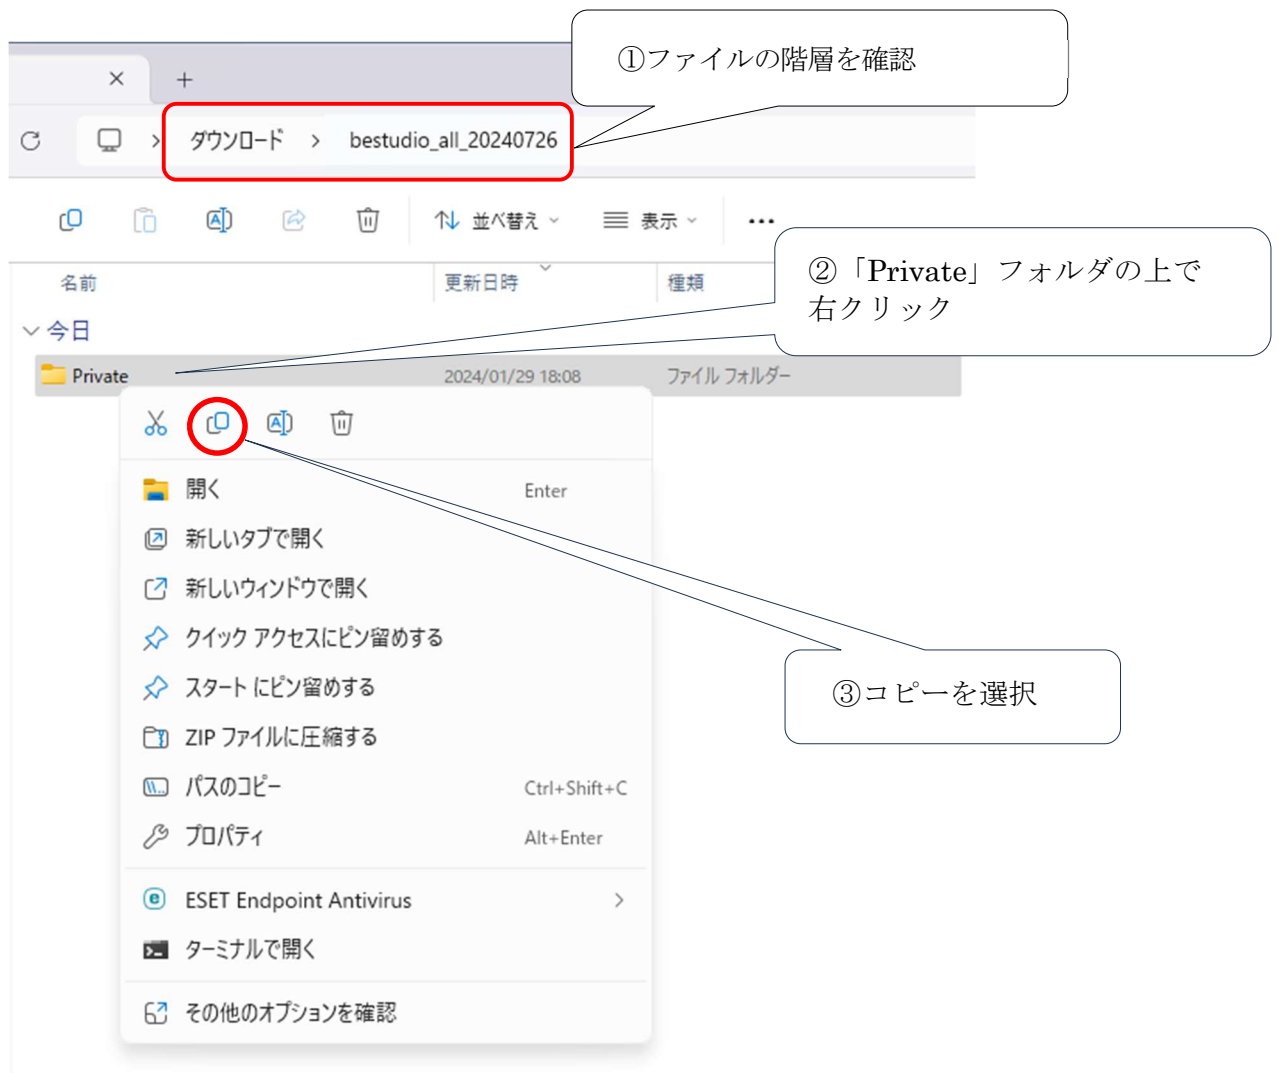 ①ファイルの階層を確認
ダウンロード > bestudio_all_20240726
並べ替え 表示
②「Private」フォルダの上で
右クリック
名前 更新日時 種類
今日
Private 2024/01/29 18:08 ファイル フォルダー
開く Enter
新しいタブで開く
新しいウィンドウで開く
クイック アクセスにピン留めする
スタート にピン留めする
③コピーを選択
ZIP ファイルに圧縮する
パスのコピー Ctrl+Shift+C
プロパティ Alt+Enter
ESET Endpoint Antivirus
ターミナルで開く
その他のオプションを確認